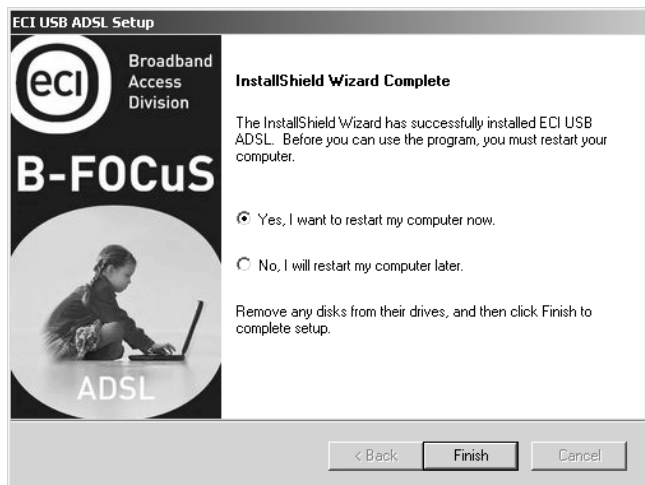 ECI USB ADSL Setup
eci
Broadband
Access
Division
B-FOCuS
ADSL
InstallShield Wizard Complete
The InstallShield Wizard has successfully installed ECI USB
ADSL.  Before you can use the program, you must restart your
computer.
Yes, I want to restart my computer now.
No, I will restart my computer later.
Remove any disks from their drives, and then click Finish to
complete setup.
< Back
Finish
Cancel